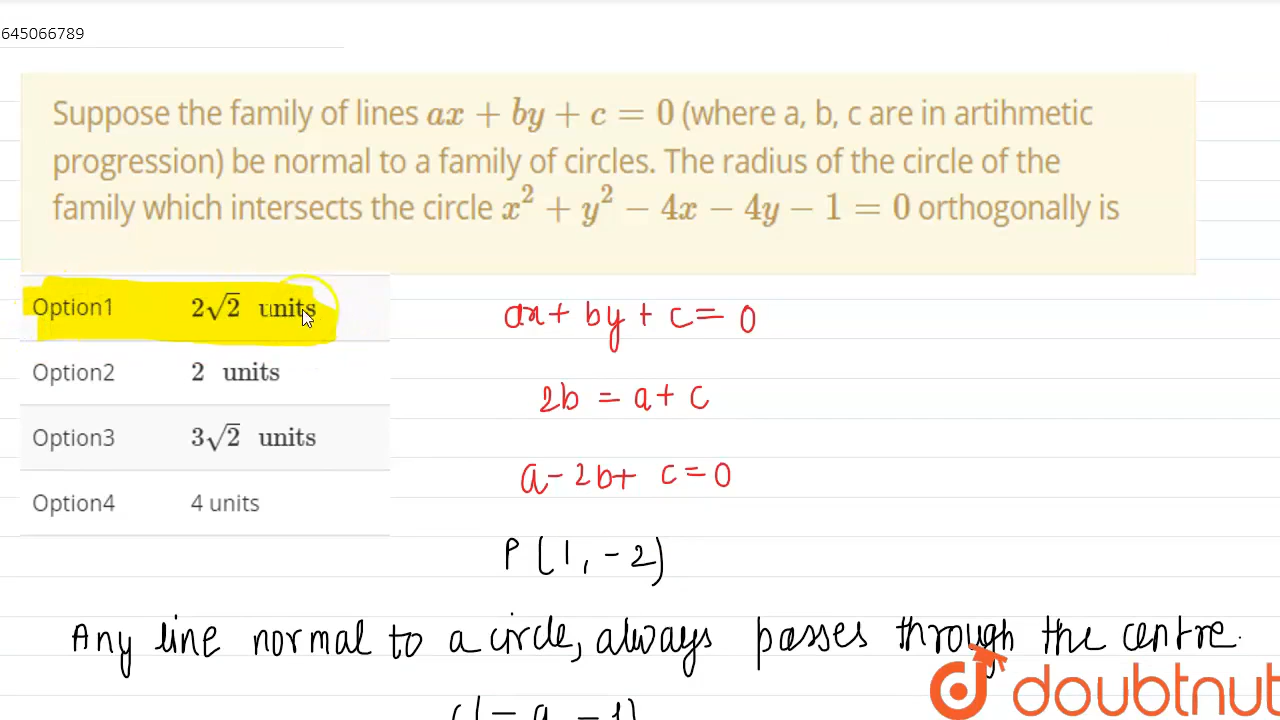 645066789
Suppose the family of lines ax + by + c = 0 (where a, b, c are in artihmetic
progression) be normal to a family of circles. The radius of the circle of the
family which intersects the circle x² + y² − 4x − 4y − 1 = 0 orthogonally is
Option1 2√2 units
Option2 2 units
Option3 3√2 units
Option4 4 units
ax + by + c = 0
2b = a + c
a - 2b + c = 0
P (1, -2)
Any line normal to a circle, always passes through the centre.
doubtnut